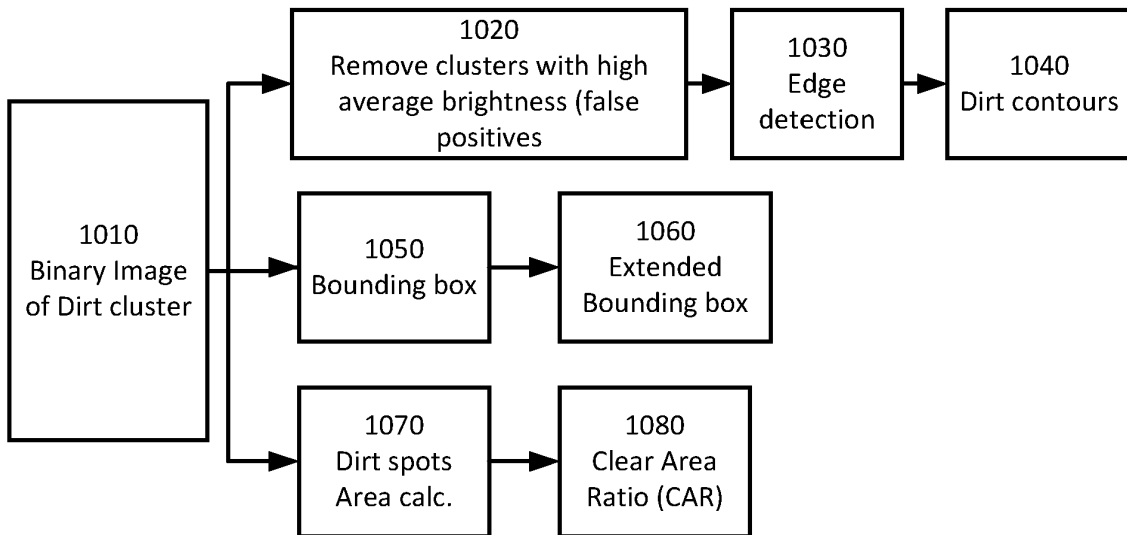 1010
Binary Image
of Dirt cluster
1020
Remove clusters with high
average brightness (false
positives
1030
Edge
detection
1040
Dirt contours
1050
Bounding box
1060
Extended
Bounding box
1070
Dirt spots
Area calc.
1080
Clear Area
Ratio (CAR)